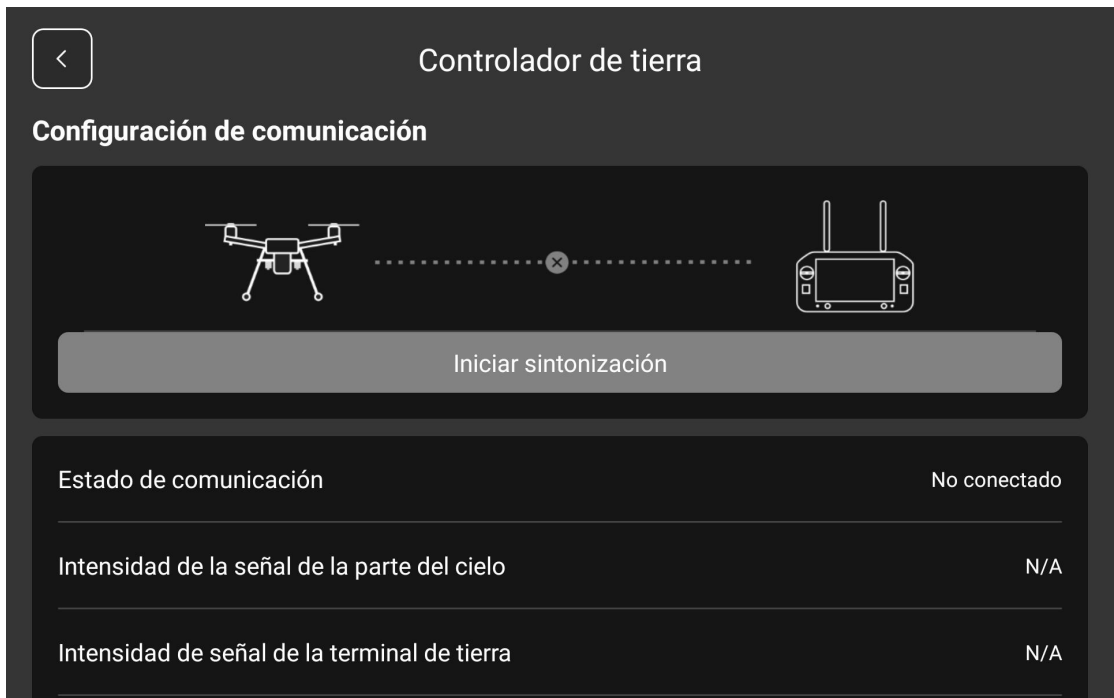 Controlador de tierra
Configuración de comunicación
Iniciar sintonización
Estado de comunicación No conectado
Intensidad de la señal de la parte del cielo N/A
Intensidad de señal de la terminal de tierra N/A